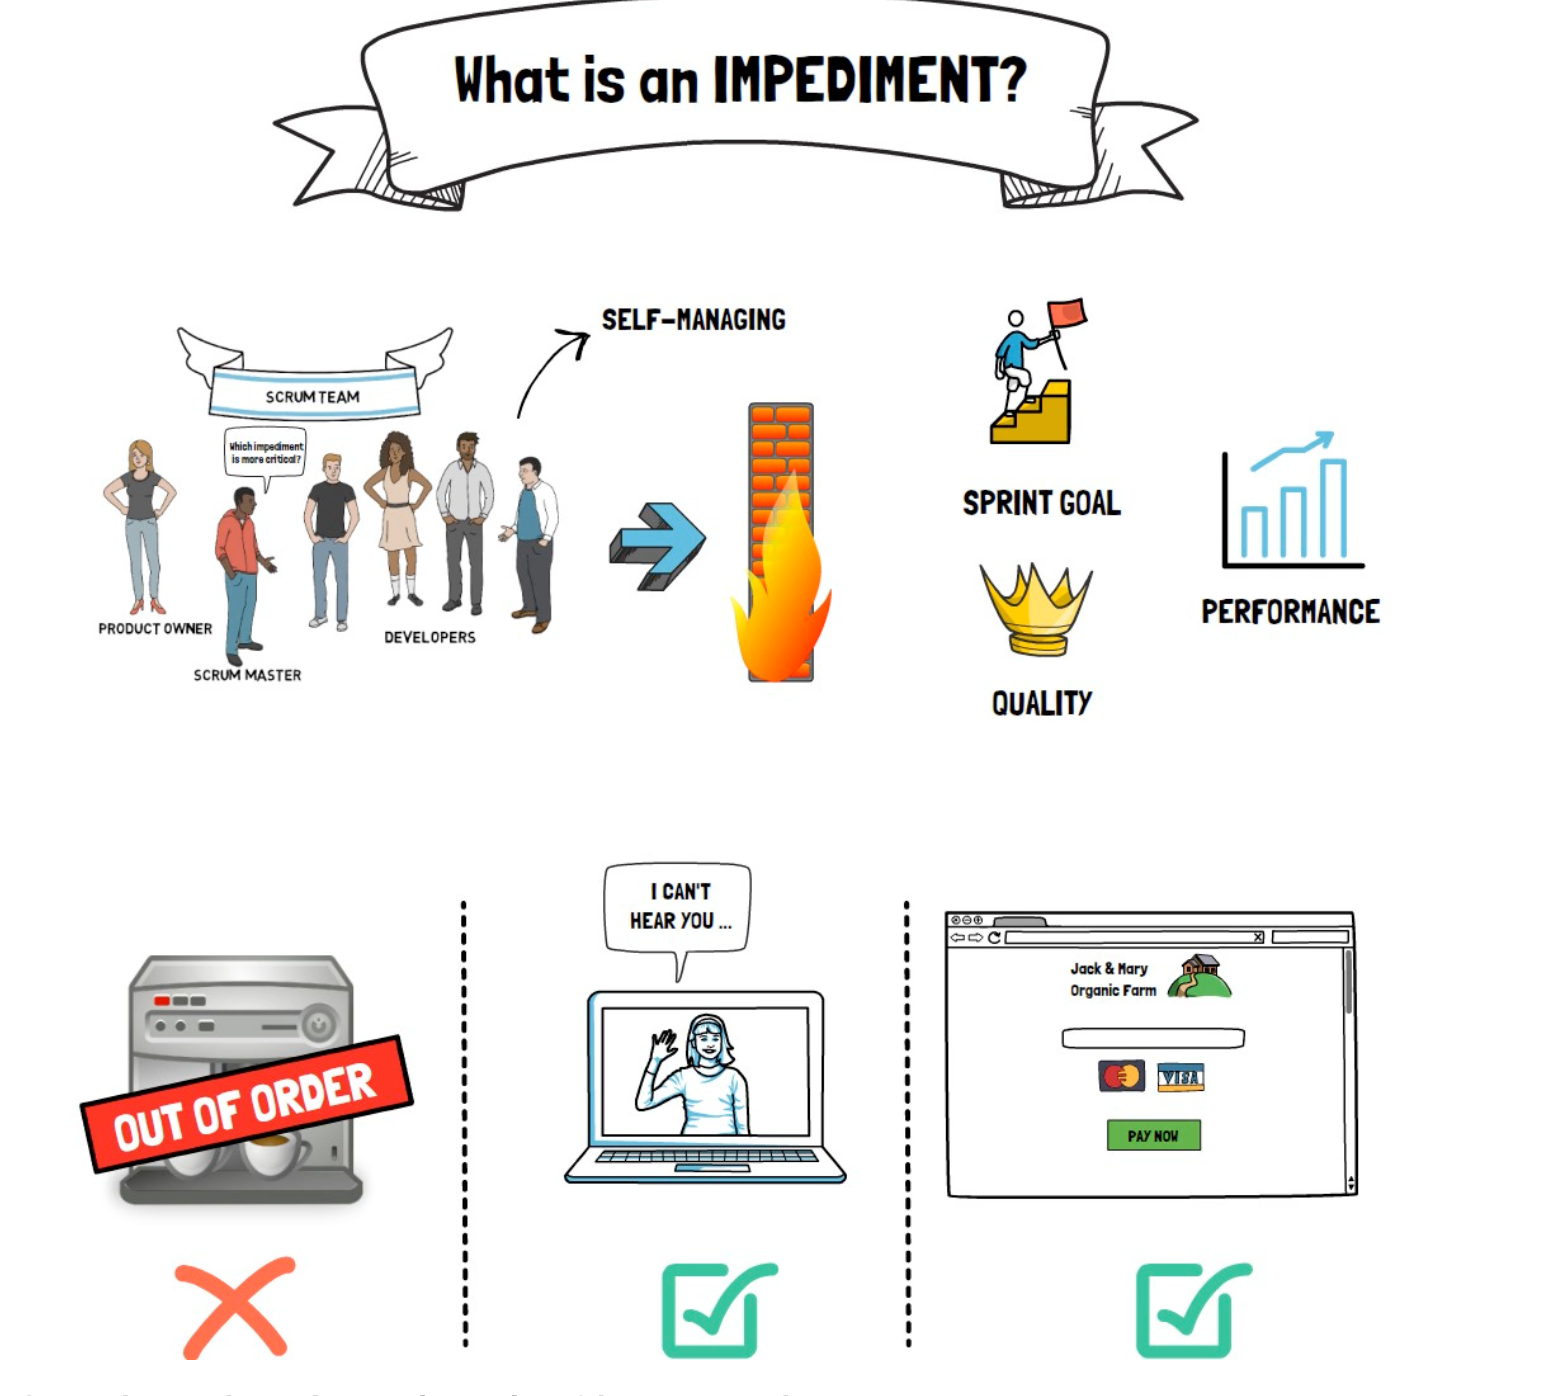 What is an IMPEDIMENT?
SELF-MANAGING
SCRUM TEAM
Which impediment
is more critical?
PRODUCT OWNER
SCRUM MASTER
DEVELOPERS
SPRINT GOAL
QUALITY
PERFORMANCE
OUT OF ORDER
I CAN'T
HEAR YOU ...
Jack & Mary
Organic Farm
VISA
PAY NOW